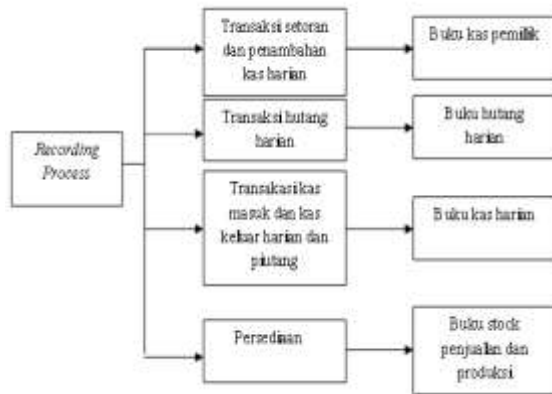 Recording
Process
Transaksi setoran
dan penambahan
kas harian
Buku kas pemilik
Transaksi hutang
harian
Buku hutang
harian
Transakasi kas
masuk dan kas
keluar harian dan
piutang
Buku kas harian
Persediaan
Buku stock
penjualan dan
produksi